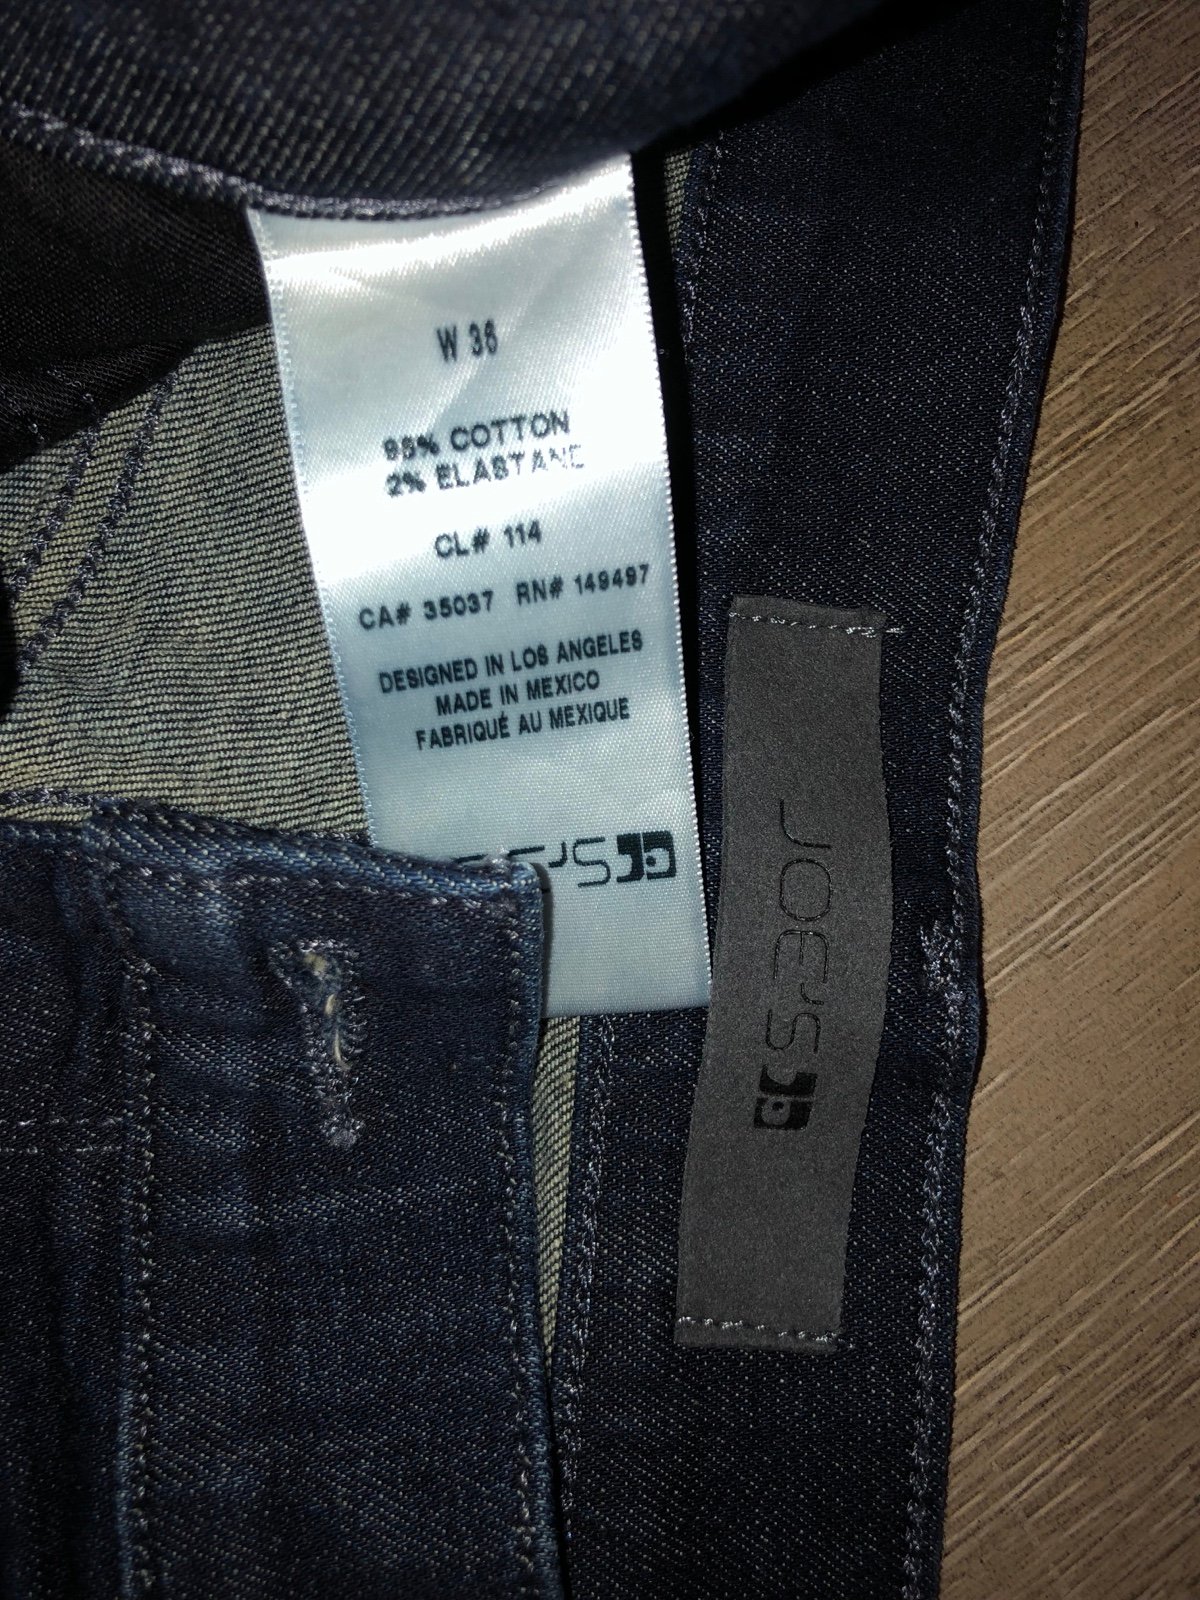 W 36
98% COTTON
2% ELASTANE
CL# 114
CA# 35037 RN# 149497
DESIGNED IN LOS ANGELES
MADE IN MEXICO
FABRIQUÉ AU MEXIQUE
JOE'S